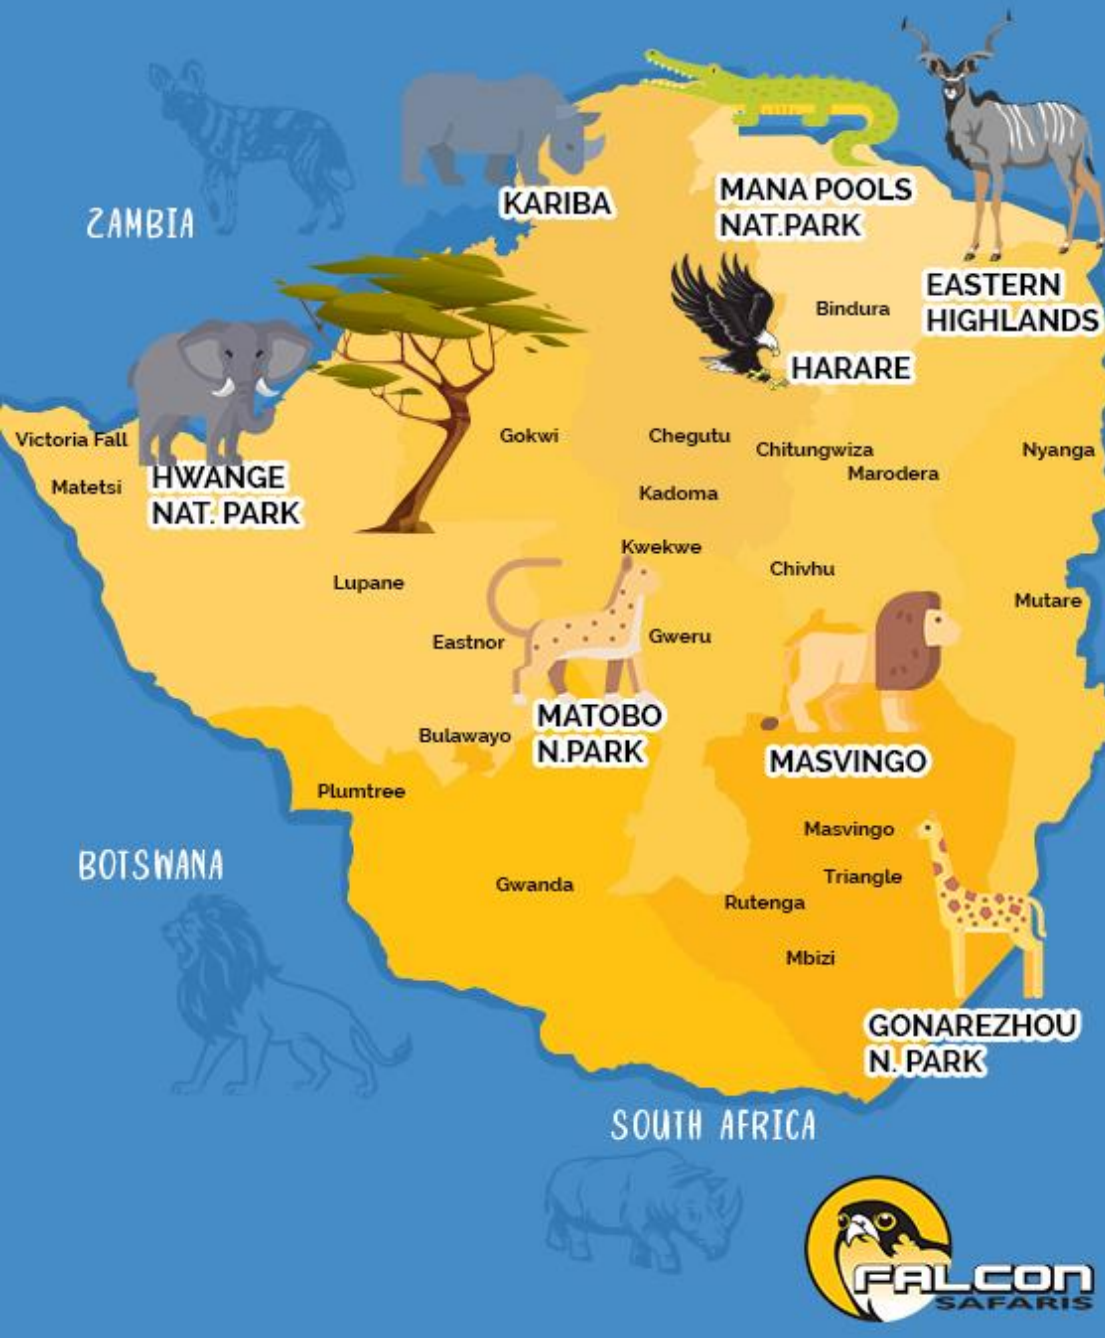 ZAMBIA
KARIBA
MANA POOLS
NAT.PARK
EASTERN
HIGHLANDS
Bindura
HARARE
Victoria Fall
Matetsi
HWANGE
NAT. PARK
Gokwi
Chegutu
Chitungwiza
Marodera
Nyanga
Kadoma
Kwekwe
Chivhu
Lupane
Mutare
Eastnor
Gweru
MATOBO
N.PARK
Bulawayo
MASVINGO
Plumtree
Masvingo
BOTSWANA
Triangle
Gwanda
Rutenga
Mbizi
GONAREZHOU
N. PARK
SOUTH AFRICA
FALCON
SAFARIS